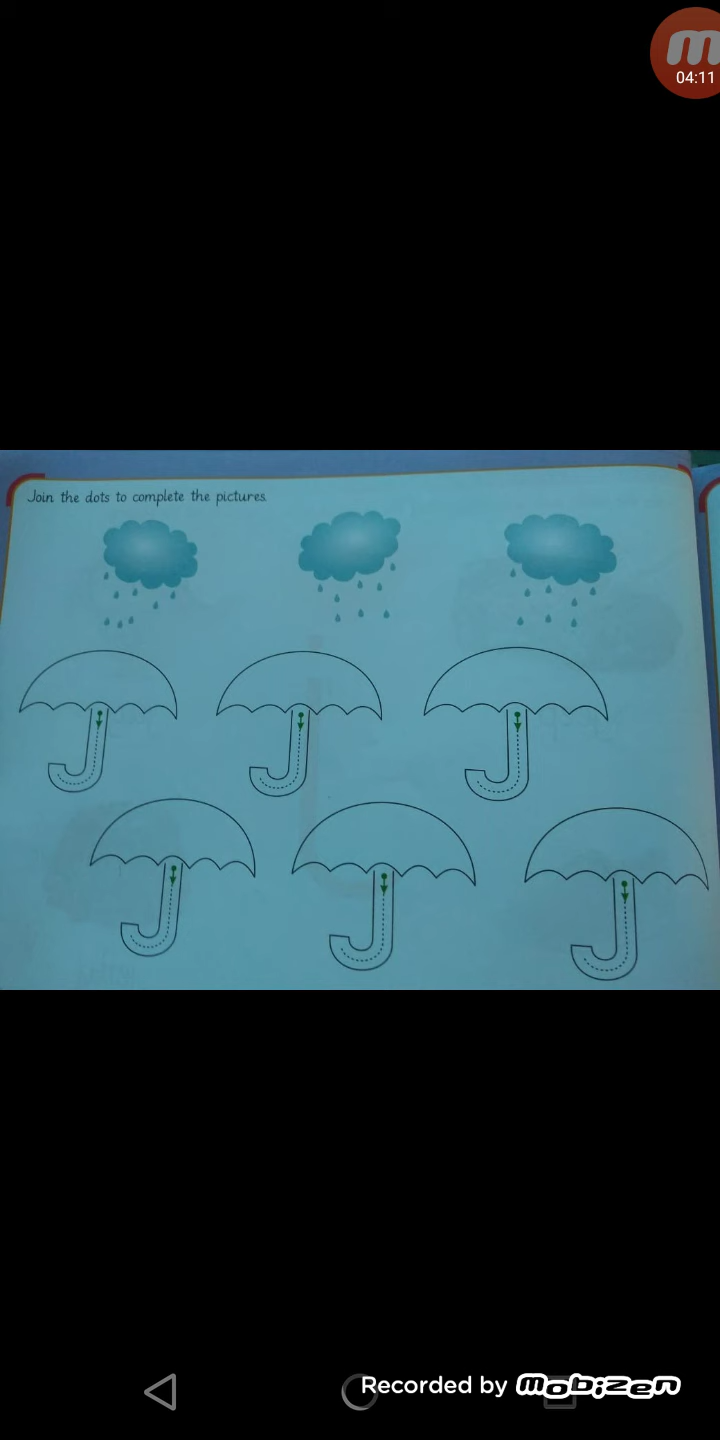 04:11
Join the dots to complete the pictures.
Recorded by mobizen